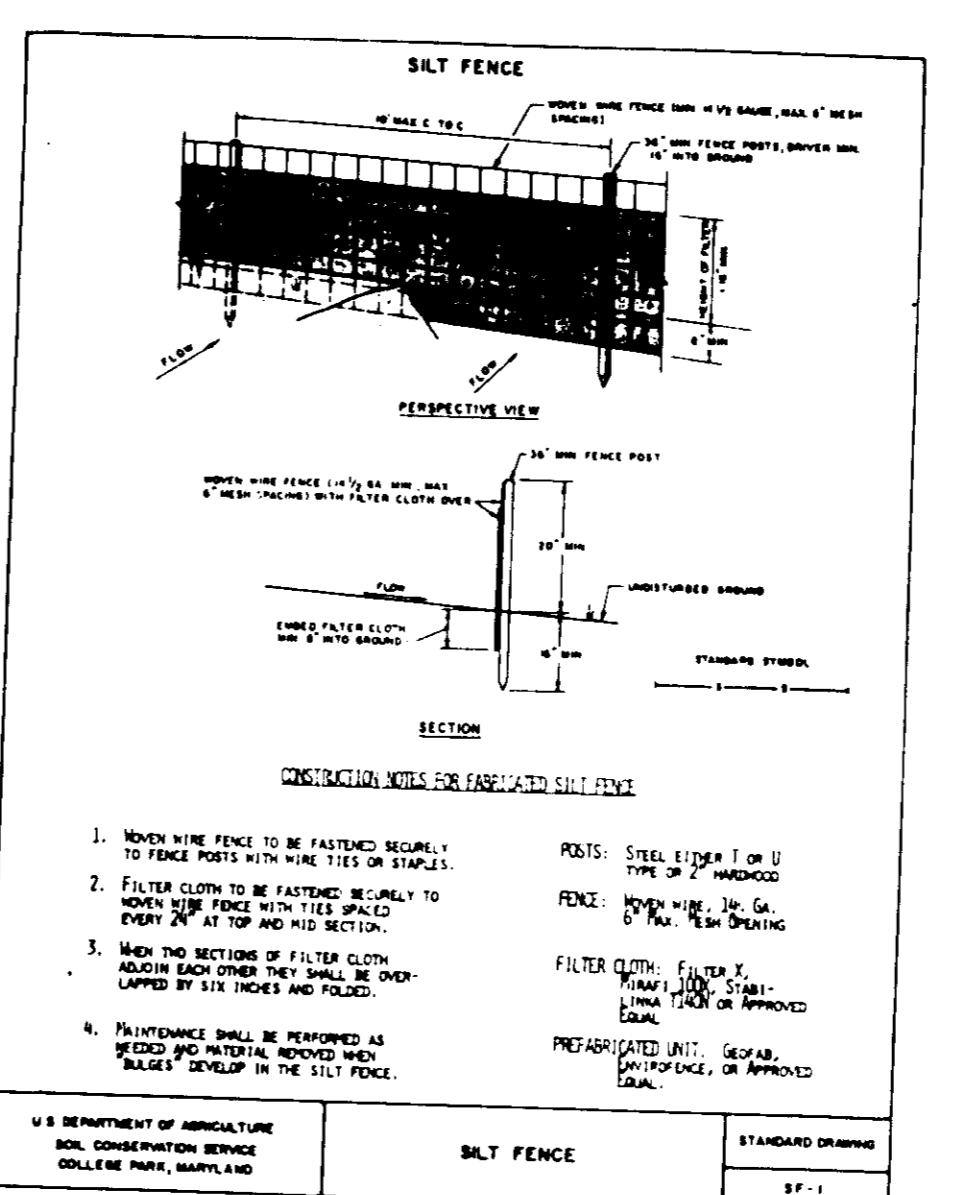 SILT FENCE
WOVEN WIRE FENCE (MIN 14 1/2 GAUGE, MAX. 6" MESH
SPACING)
10' MAX C TO C
36" MIN FENCE POSTS, DRIVEN MIN.
16" INTO GROUND
HEIGHT OF FILTER
16" MIN
8" MIN
FLOW
FLOW
PERSPECTIVE VIEW
36" MIN FENCE POST
WOVEN WIRE FENCE (14 1/2 GA. MIN., MAX
6" MESH SPACING) WITH FILTER CLOTH OVER
20" MIN
FLOW
UNDISTURBED GROUND
EMBED FILTER CLOTH
MIN 8" INTO GROUND
16" MIN
STANDARD SYMBOL
SECTION
CONSTRUCTION NOTES FOR FABRICATED SILT FENCE
1. WOVEN WIRE FENCE TO BE FASTENED SECURELY
TO FENCE POSTS WITH WIRE TIES OR STAPLES.
2. FILTER CLOTH TO BE FASTENED SECURELY TO
WOVEN WIRE FENCE WITH TIES SPACED
EVERY 24" AT TOP AND MID SECTION.
3. WHEN TWO SECTIONS OF FILTER CLOTH
ADJOIN EACH OTHER THEY SHALL BE OVER-
LAPPED BY SIX INCHES AND FOLDED.
4. MAINTENANCE SHALL BE PERFORMED AS
NEEDED AND MATERIAL REMOVED WHEN
"BULGES" DEVELOP IN THE SILT FENCE.
POSTS: STEEL EITHER T OR U
TYPE OR 2" HARDWOOD
FENCE: WOVEN WIRE, 14. GA.
6" MAX. MESH OPENING
FILTER CLOTH: FILTER X,
MIRAFI 100X, STABI-
LINKA T140N OR APPROVED
EQUAL
PREFABRICATED UNIT. GEOFAB,
ENVIROFENCE, OR APPROVED
EQUAL.
U S DEPARTMENT OF AGRICULTURE
SOIL CONSERVATION SERVICE
COLLEGE PARK, MARYLAND
SILT FENCE
STANDARD DRAWING
SF-1